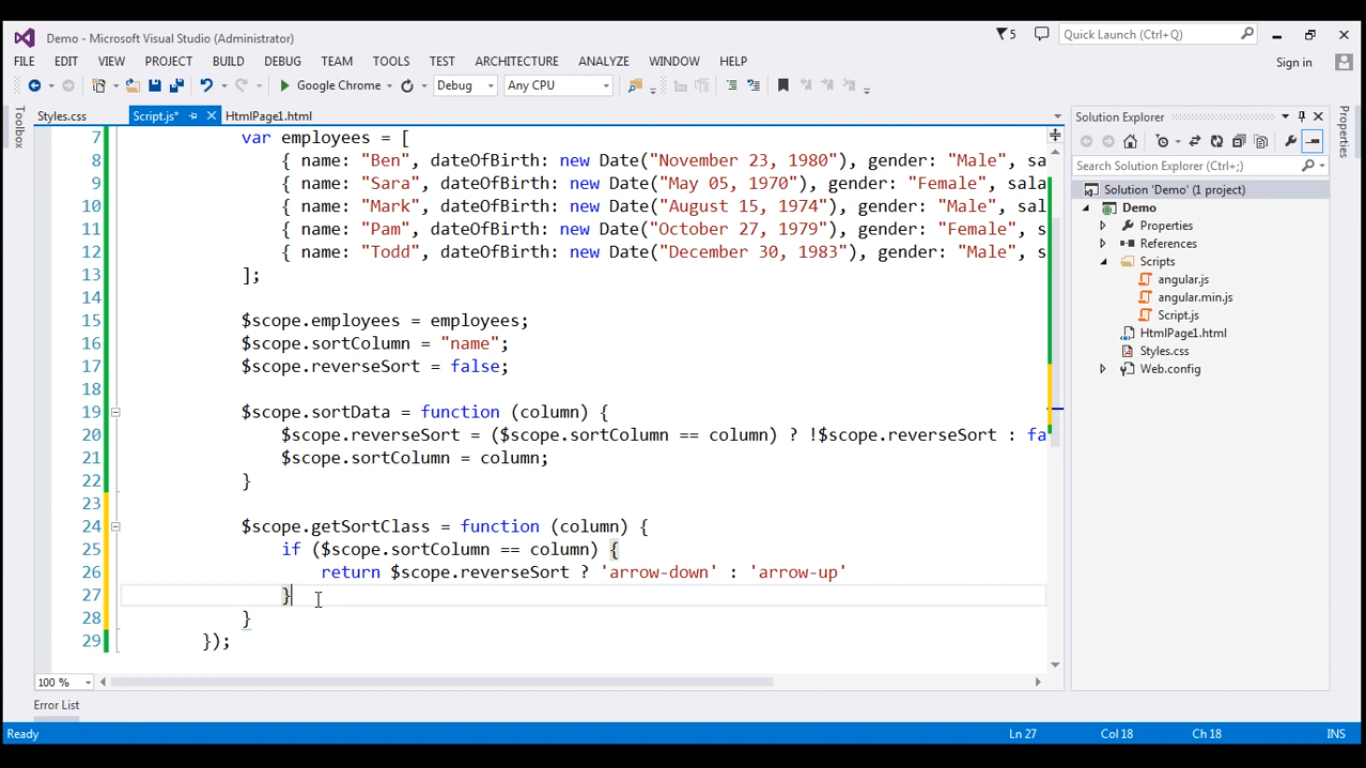 Demo - Microsoft Visual Studio (Administrator)
5
Quick Launch (Ctrl+Q)
FILE EDIT VIEW PROJECT BUILD DEBUG TEAM TOOLS TEST ARCHITECTURE ANALYZE WINDOW HELP
Sign in
Google Chrome Debug Any CPU
Toolbox
Styles.css Script.js* HtmlPage1.html
7 var employees = [
8 { name: "Ben", dateOfBirth: new Date("November 23, 1980"), gender: "Male", sa
9 { name: "Sara", dateOfBirth: new Date("May 05, 1970"), gender: "Female", sala
10 { name: "Mark", dateOfBirth: new Date("August 15, 1974"), gender: "Male", sal
11 { name: "Pam", dateOfBirth: new Date("October 27, 1979"), gender: "Female", s
12 { name: "Todd", dateOfBirth: new Date("December 30, 1983"), gender: "Male", s
13 ];
14
15 $scope.employees = employees;
16 $scope.sortColumn = "name";
17 $scope.reverseSort = false;
18
19 $scope.sortData = function (column) {
20 $scope.reverseSort = ($scope.sortColumn == column) ? !$scope.reverseSort : fa
21 $scope.sortColumn = column;
22 }
23
24 $scope.getSortClass = function (column) {
25 if ($scope.sortColumn == column) {
26 return $scope.reverseSort ? 'arrow-down' : 'arrow-up'
27 }
28 }
29 });
100 %
Solution Explorer
Search Solution Explorer (Ctrl+;)
Solution 'Demo' (1 project)
Demo
Properties
References
Scripts
angular.js
angular.min.js
Script.js
HtmlPage1.html
Styles.css
Web.config
Properties
Error List
Ready Ln 27 Col 18 Ch 18 INS